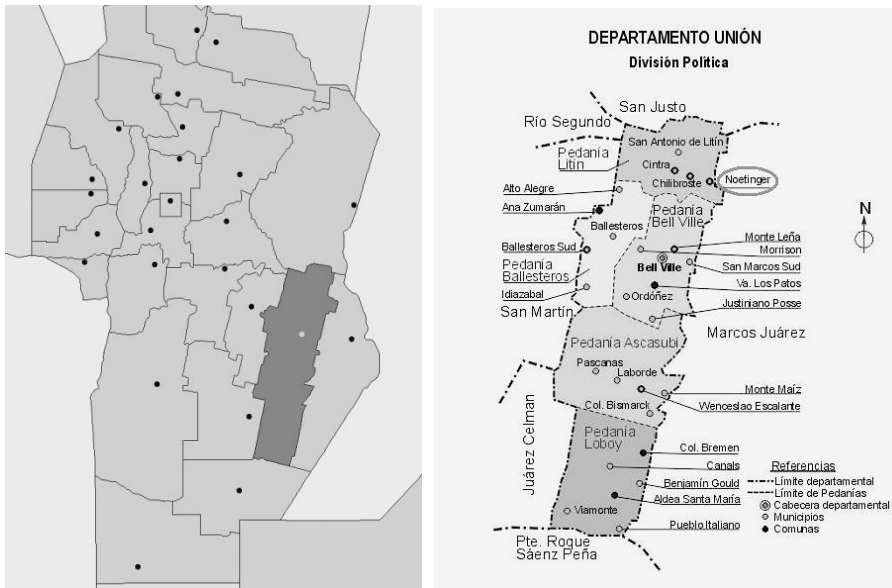 DEPARTAMENTO UNIÓN
División Política
San Justo
Río Segundo
San Antonio de Litín
Pedanía
Litín
Cintra
Noetinger
Chilibroste
Alto Alegre
Ana Zumarán
Pedanía
Bell Ville
Ballesteros
Monte Leña
Morrison
Ballesteros Sud
Bell Ville
San Marcos Sud
Pedanía
Ballesteros
Va. Los Patos
Idiazabal
Ordóñez
San Martín
Justiniano Posse
Marcos Juárez
Pedanía Ascasubi
Pascanas
Laborde
Monte Maíz
Col. Bismarck
Wenceslao Escalante
Juárez Celman
Pedanía
Loboy
Col. Bremen
Canals
Benjamín Gould
Aldea Santa María
Viamonte
Pueblo Italiano
Pte. Roque
Sáenz Peña
N
Referencias
Límite departamental
Límite de Pedanías
Cabecera departamental
Municipios
Comunas